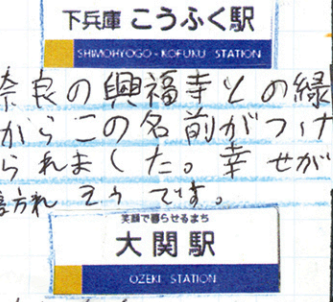 下兵庫 こうふく駅
SHIMOHYOGO-KOFUKU STATION
奈良の興福寺との縁
からこの名前がつけ
られました。幸せが
訪れそうです。
笑顔で暮らせるまち
大関駅
OZEKI STATION